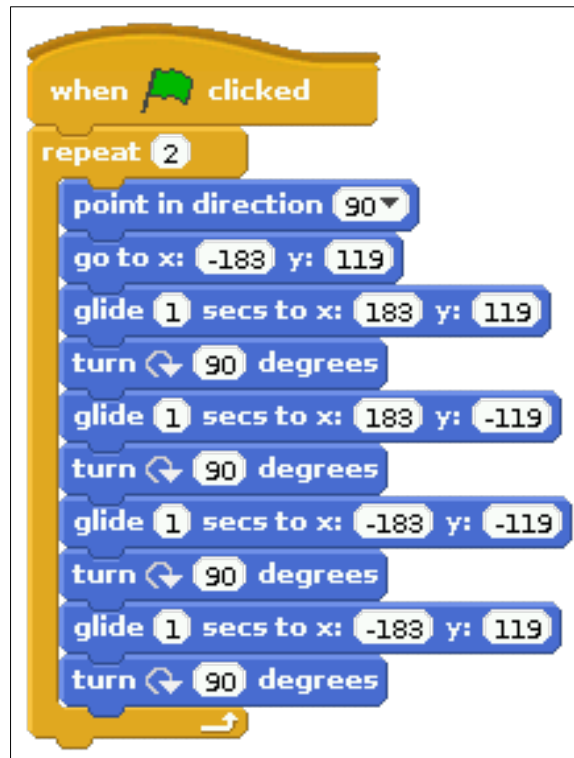 when clicked
repeat 2
point in direction 90
go to x: -183 y: 119
glide 1 secs to x: 183 y: 119
turn 90 degrees
glide 1 secs to x: 183 y: -119
turn 90 degrees
glide 1 secs to x: -183 y: -119
turn 90 degrees
glide 1 secs to x: -183 y: 119
turn 90 degrees